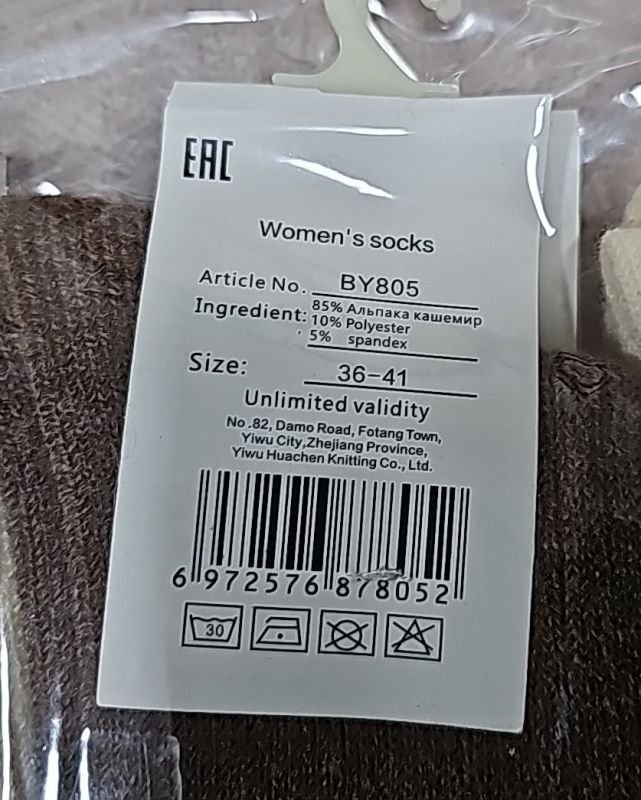 EAC
Women's socks
Article No. BY805
Ingredient: 85% Альпака кашемир
10% Polyester
5% spandex
Size: 36-41
Unlimited validity
No.82, Damo Road, Fotang Town,
Yiwu City,Zhejiang Province,
Yiwu Huachen Knitting Co., Ltd.
6 972576 878052
30